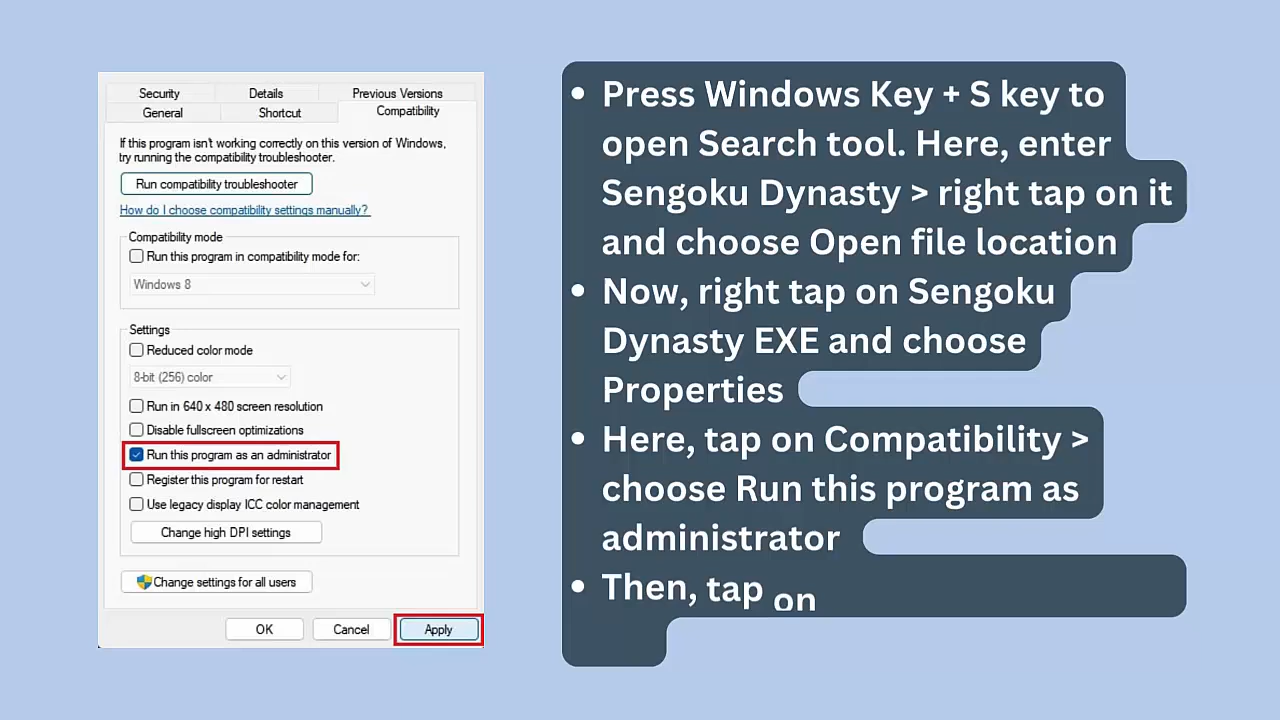 Security Details Previous Versions
General Shortcut Compatibility
If this program isn't working correctly on this version of Windows,
try running the compatibility troubleshooter.
Run compatibility troubleshooter
How do I choose compatibility settings manually?
Compatibility mode
Run this program in compatibility mode for:
Windows 8
Settings
Reduced color mode
8-bit (256) color
Run in 640 x 480 screen resolution
Disable fullscreen optimizations
Run this program as an administrator
Register this program for restart
Use legacy display ICC color management
Change high DPI settings
Change settings for all users
OK Cancel Apply
• Press Windows Key + S key to
open Search tool. Here, enter
Sengoku Dynasty > right tap on it
and choose Open file location
• Now, right tap on Sengoku
Dynasty EXE and choose
Properties
• Here, tap on Compatibility >
choose Run this program as
administrator
• Then, tap on